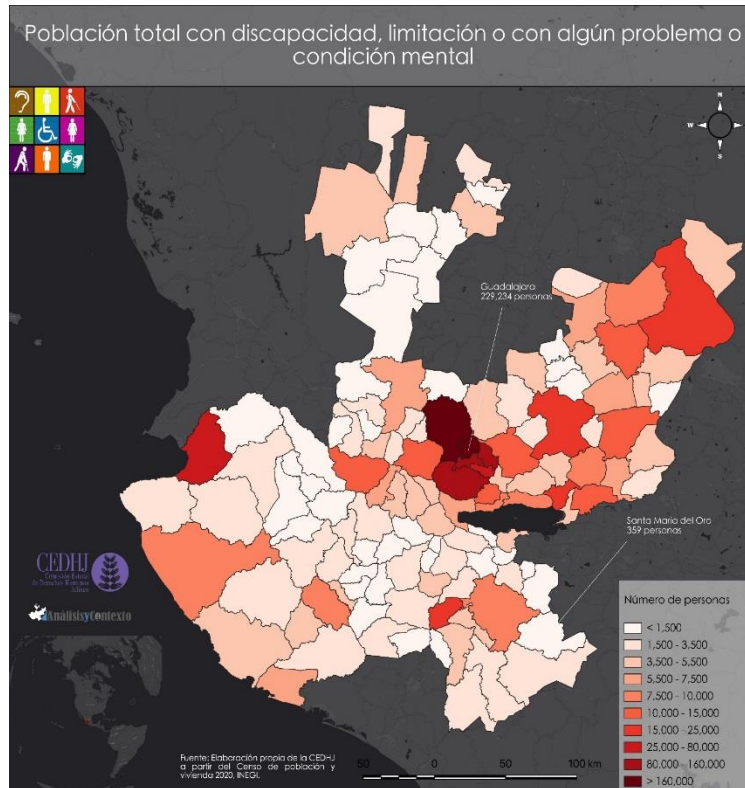 Población total con discapacidad, limitación o con algún problema o
condición mental
N
W
E
S
Guadalajara
229,234 personas
Santa Maria del Oro
359 personas
CEDHJ
AnálisisyContexto
Número de personas
< 1,500
1,500 - 3,500
3,500 - 5,500
5,500 - 7,500
7,500 - 10,000
10,000 - 15,000
15,000 - 25,000
25,000 - 80,000
80,000 - 160,000
> 160,000
Fuente: Elaboración propia de la CEDHJ
a partir del Censo de población y
vivienda 2020, INEGI.
50 0 50 100 km